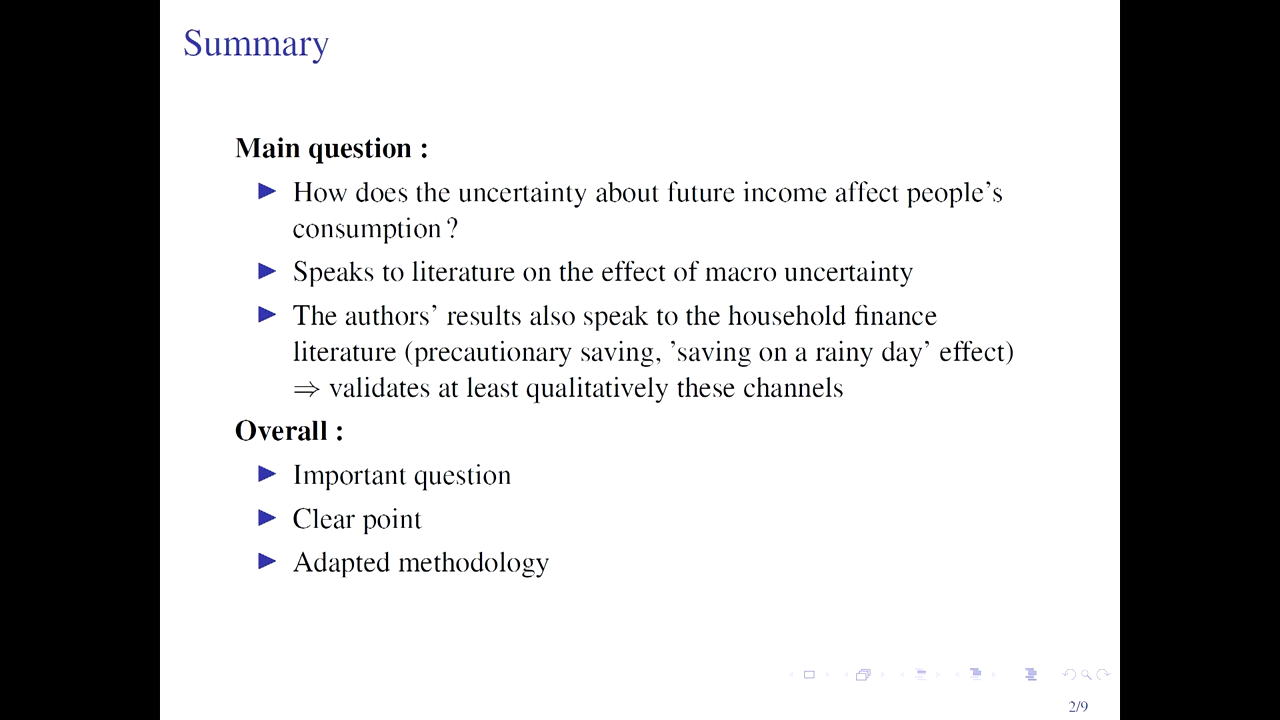 Summary
Main question :
How does the uncertainty about future income affect people's
consumption ?
Speaks to literature on the effect of macro uncertainty
The authors' results also speak to the household finance
literature (precautionary saving, 'saving on a rainy day' effect)
⇒ validates at least qualitatively these channels
Overall :
Important question
Clear point
Adapted methodology
2/9